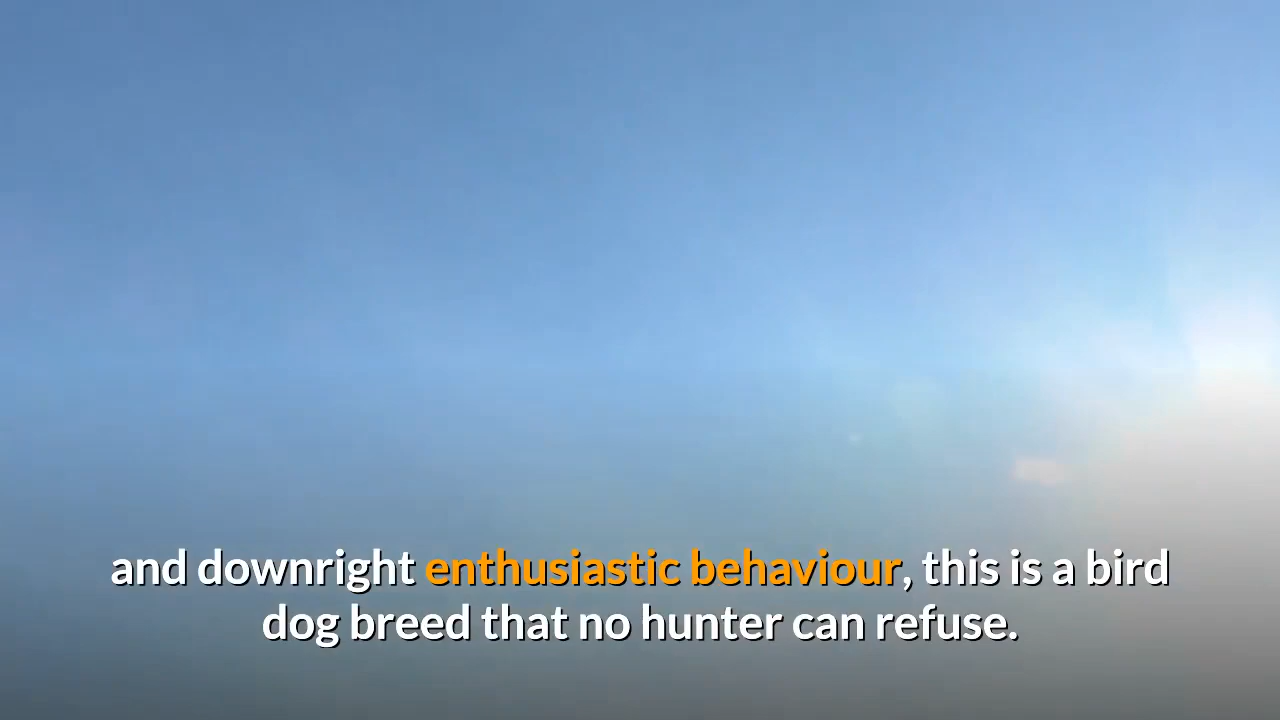 and downright enthusiastic behaviour, this is a bird
dog breed that no hunter can refuse.